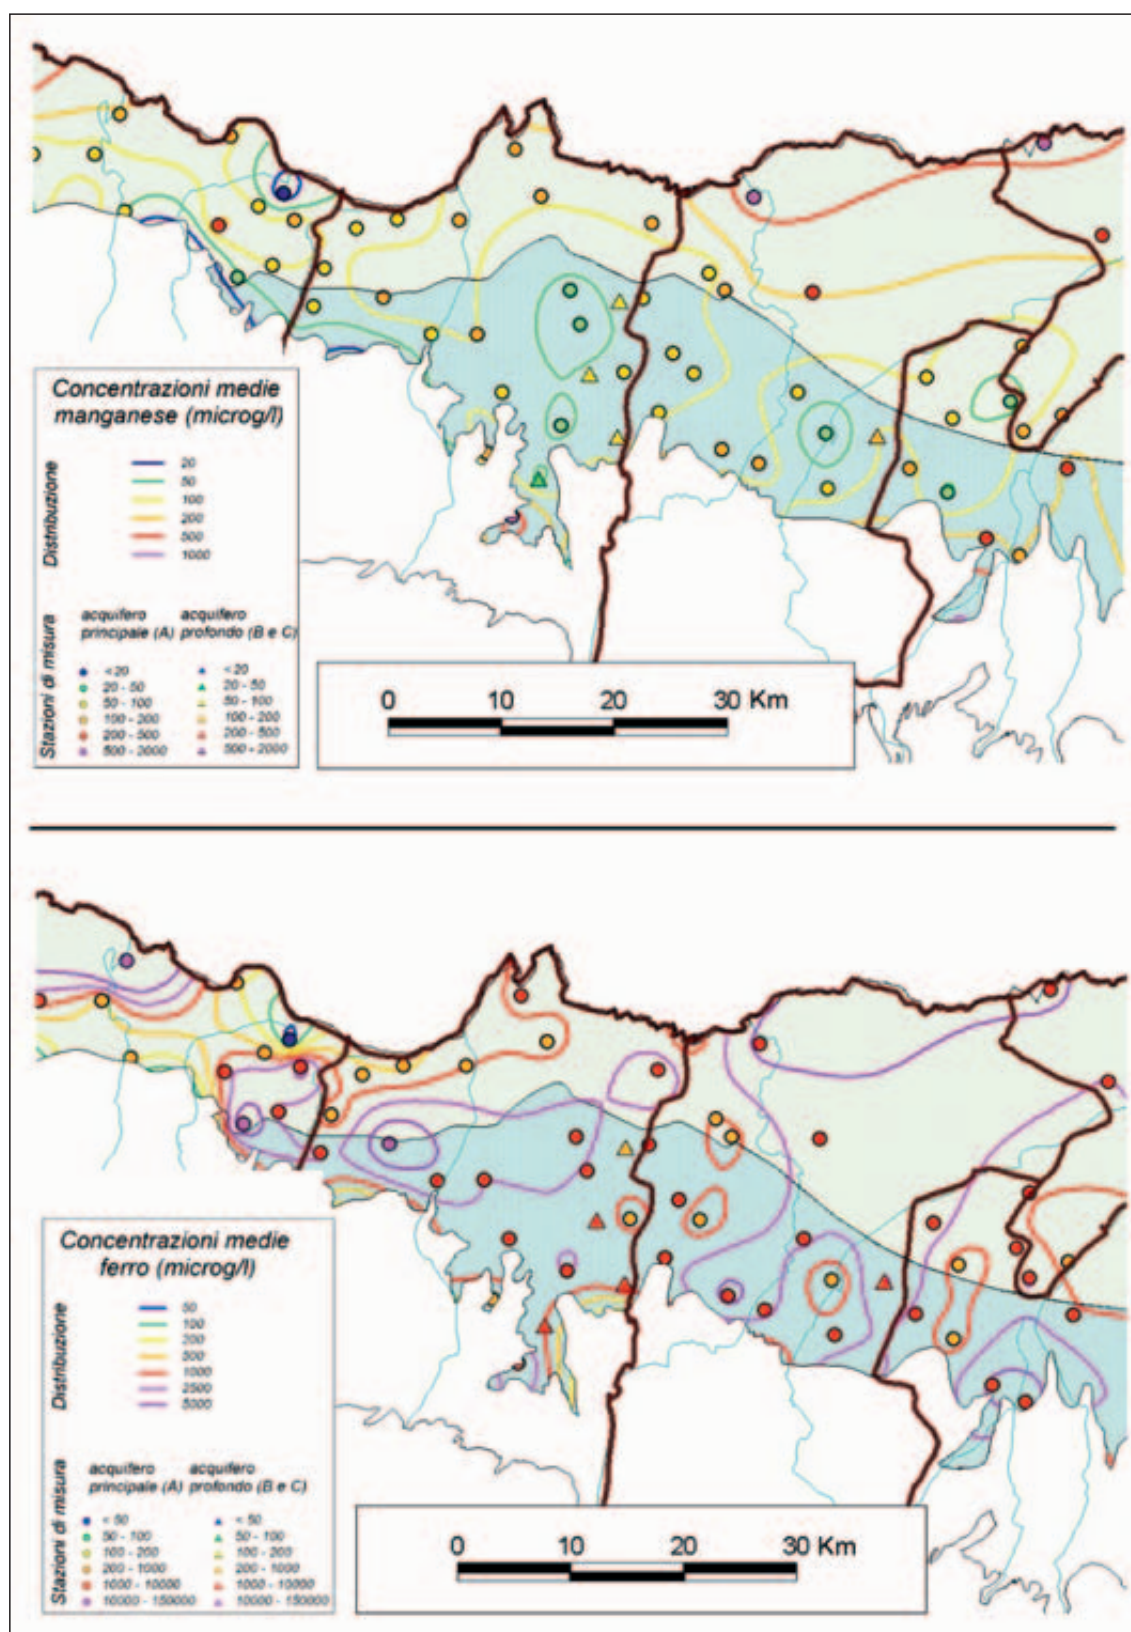 Concentrazioni medie
manganese (microg/l)
Distribuzione
20
50
100
200
500
1000
Stazioni di misura
acquifero acquifero
principale (A) profondo (B e C)
<20 <20
20 - 50 20 - 50
50 - 100 50 - 100
100 - 200 100 - 200
200 - 500 200 - 500
500 - 2000 500 - 2000
0 10 20 30 Km
Concentrazioni medie
ferro (microg/l)
Distribuzione
50
100
200
500
1000
2500
5000
Stazioni di misura
acquifero acquifero
principale (A) profondo (B e C)
< 50 < 50
50 - 100 50 - 100
100 - 200 100 - 200
200 - 1000 200 - 1000
1000 - 10000 1000 - 10000
10000 - 150000 10000 - 150000
0 10 20 30 Km